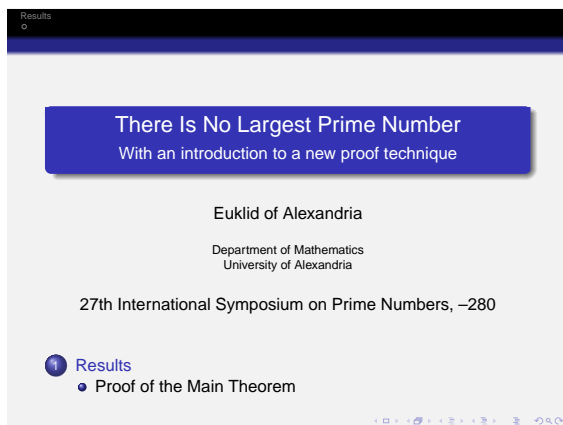 Results
There Is No Largest Prime Number
With an introduction to a new proof technique
Euklid of Alexandria
Department of Mathematics
University of Alexandria
27th International Symposium on Prime Numbers, –280
1 Results
Proof of the Main Theorem